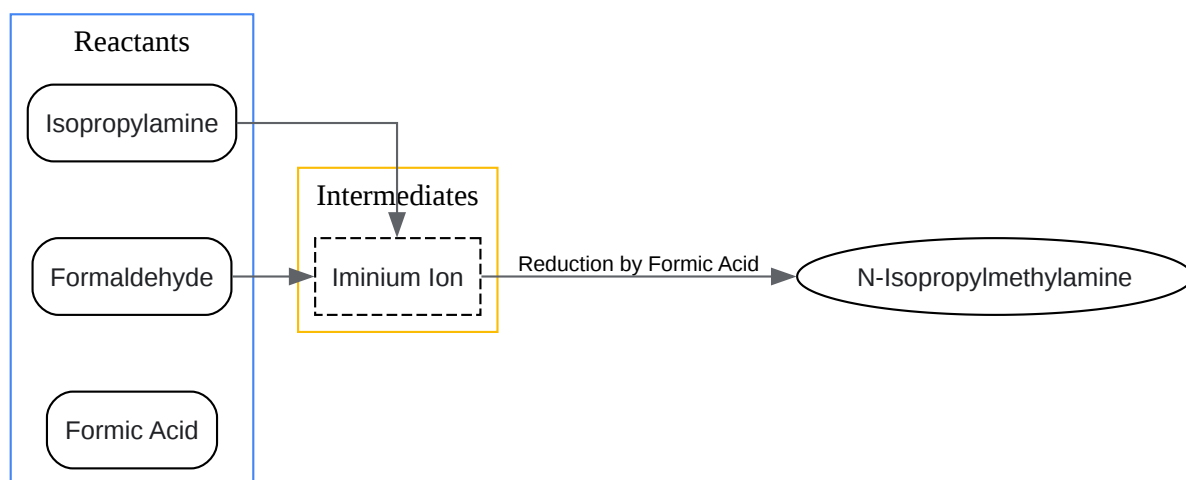 Reactants
Isopropylamine
Intermediates
Formaldehyde
Iminium Ion
Reduction by Formic Acid
N-Isopropylmethylamine
Formic Acid